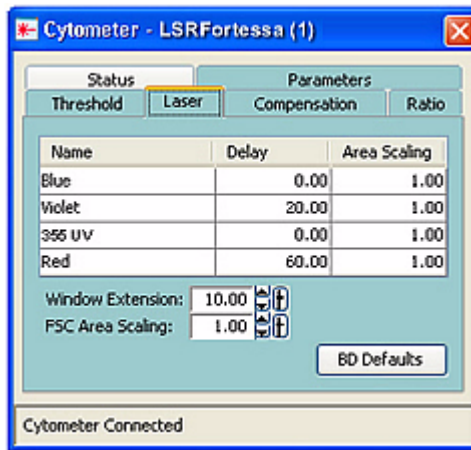 Cytometer - LSRFortessa (1)
Status Parameters
Threshold Laser Compensation Ratio
Name Delay Area Scaling
Blue 0.00 1.00
Violet 20.00 1.00
355 UV 0.00 1.00
Red 60.00 1.00
Window Extension: 10.00
FSC Area Scaling: 1.00
BD Defaults
Cytometer Connected